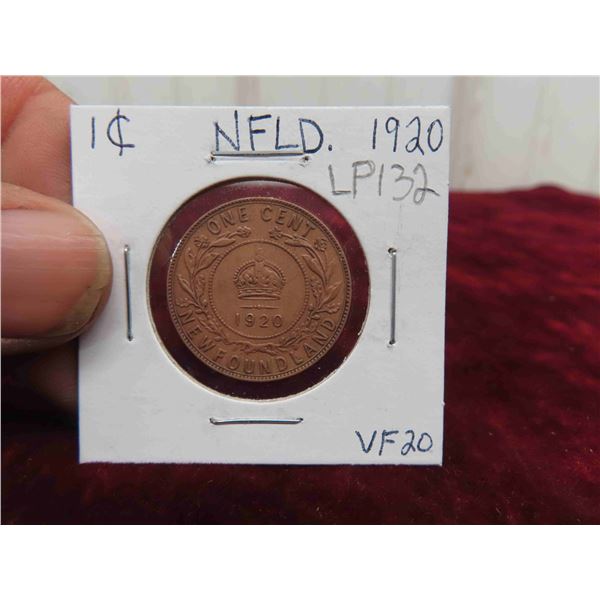 1¢ NFLD. 1920
LP132
ONE CENT
1920
NEWFOUNDLAND
VF20